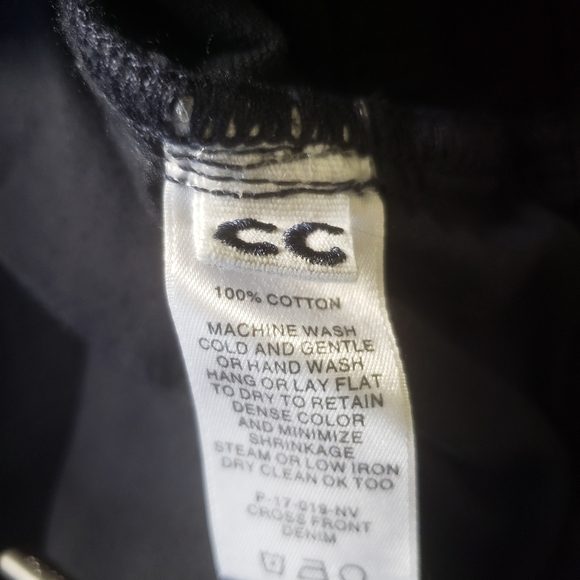 CC
100% COTTON
MACHINE WASH
COLD AND GENTLE
OR HAND WASH
HANG OR LAY FLAT
TO DRY TO RETAIN
DENSE COLOR
AND MINIMIZE
SHRINKAGE
STEAM OR LOW IRON
DRY CLEAN OK TOO
P-17-019-NV
CROSS FRONT
DENIM